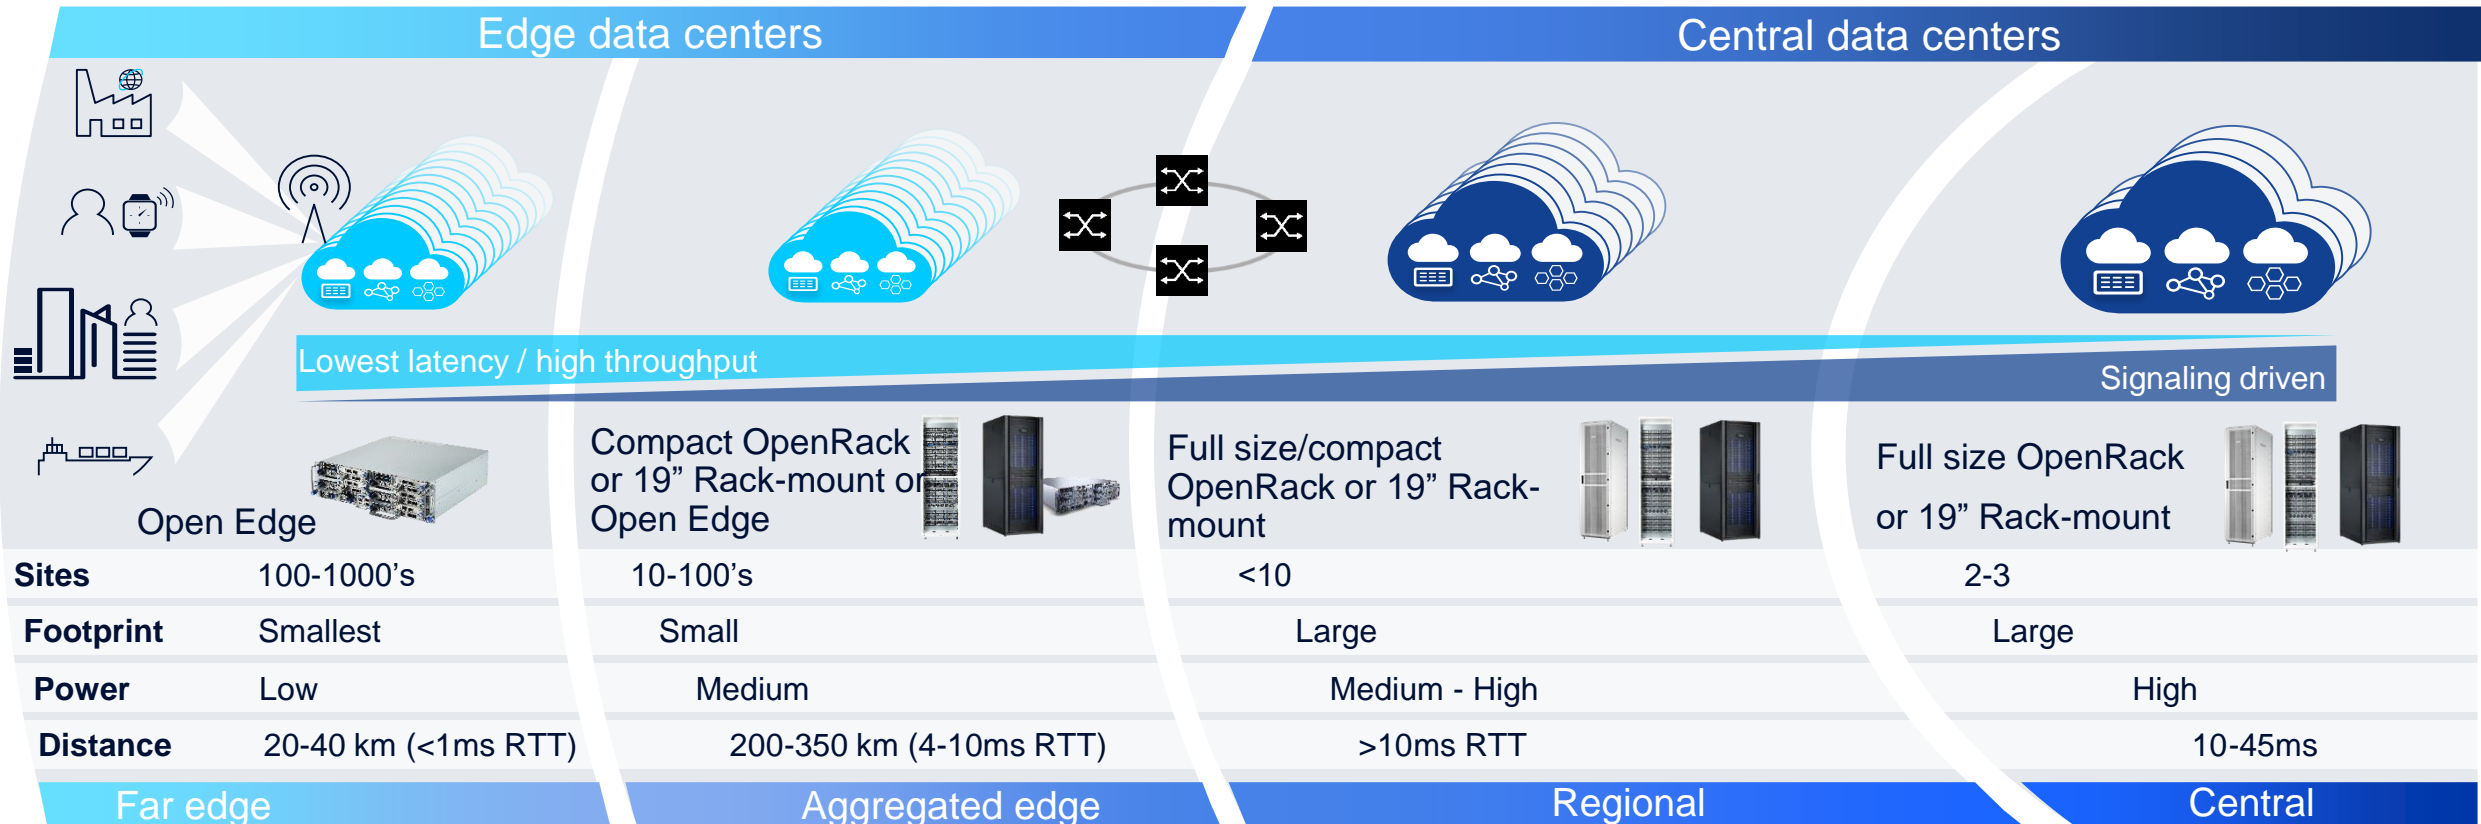 Edge data centers
Central data centers
Lowest latency / high throughput
Signaling driven
Open Edge
Compact OpenRack
or 19” Rack-mount or
Open Edge
Full size/compact
OpenRack or 19” Rack-
mount
Full size OpenRack
or 19” Rack-mount
Sites 100-1000’s 10-100’s <10 2-3
Footprint Smallest Small Large Large
Power Low Medium Medium - High High
Distance 20-40 km (<1ms RTT) 200-350 km (4-10ms RTT) >10ms RTT 10-45ms
Far edge Aggregated edge Regional Central